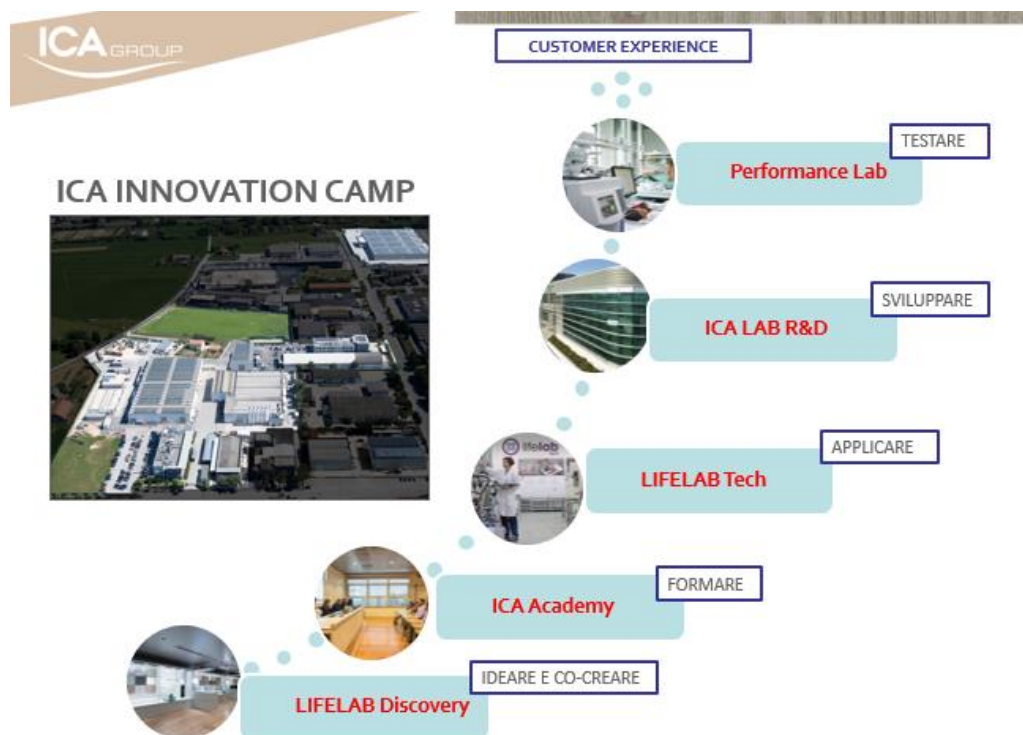 ICA GROUP
CUSTOMER EXPERIENCE
TESTARE
Performance Lab
ICA INNOVATION CAMP
SVILUPPARE
ICA LAB R&D
APPLICARE
lifelab
LIFELAB Tech
FORMARE
ICA Academy
IDEARE E CO-CREARE
LIFELAB Discovery